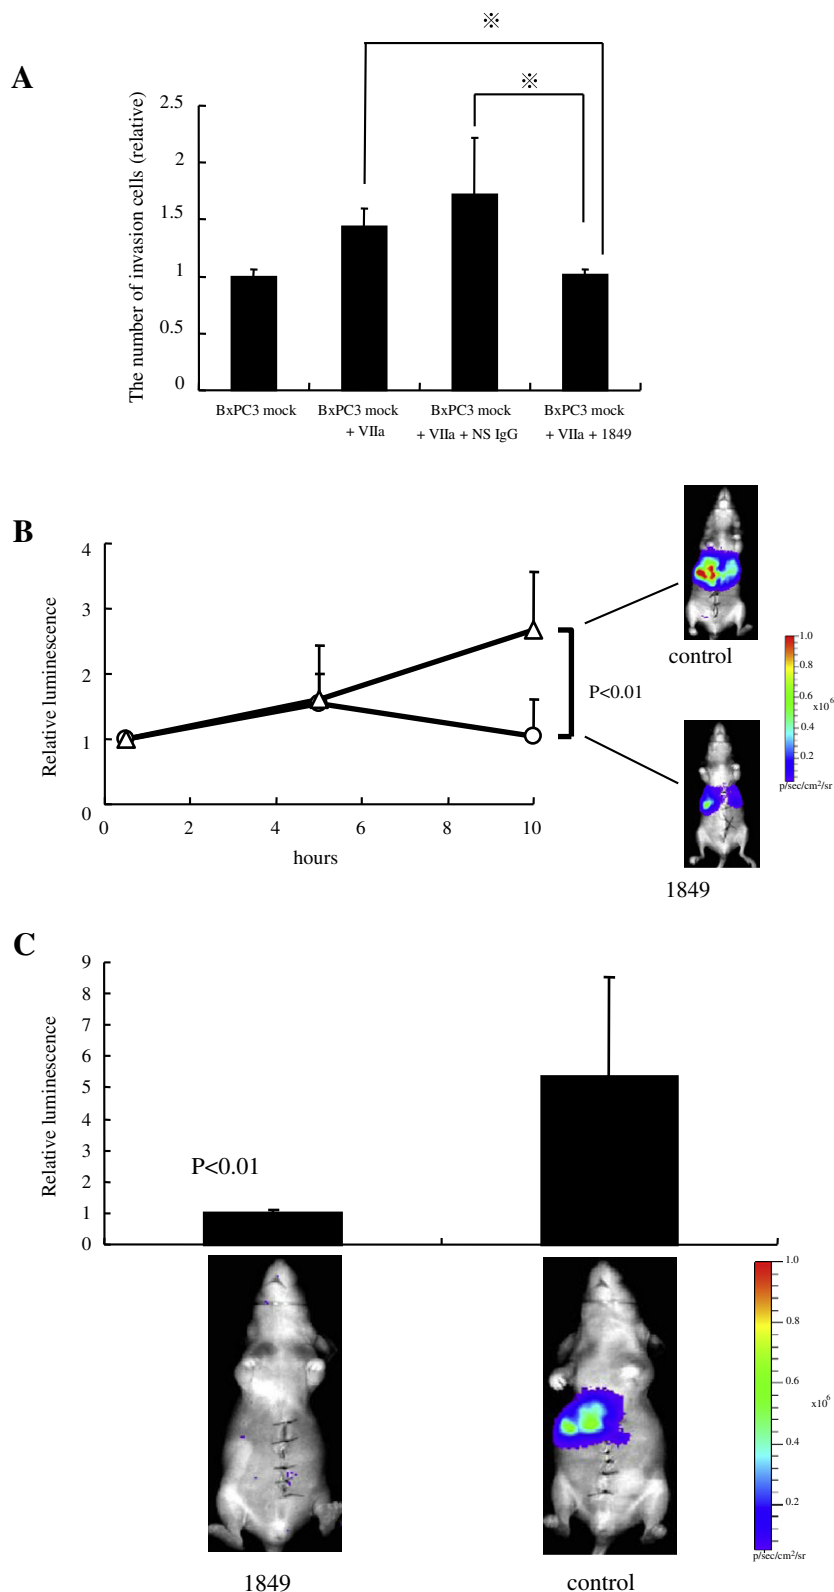 A
※
※
The number of invasion cells (relative)
2.5
2
1.5
1
0.5
0
BxPC3 mock
BxPC3 mock
+ VIIa
BxPC3 mock
+ VIIa + NS IgG
BxPC3 mock
+ VIIa + 1849
B
Relative luminescence
4
3
2
1
0
0
2
4
6
8
10
hours
P<0.01
control
1849
1.0
0.8
0.6
0.4
0.2
x10⁶
p/sec/cm²/sr
C
Relative luminescence
9
8
7
6
5
4
3
2
1
0
P<0.01
1849
control
1.0
0.8
0.6
0.4
0.2
x10⁶
p/sec/cm²/sr